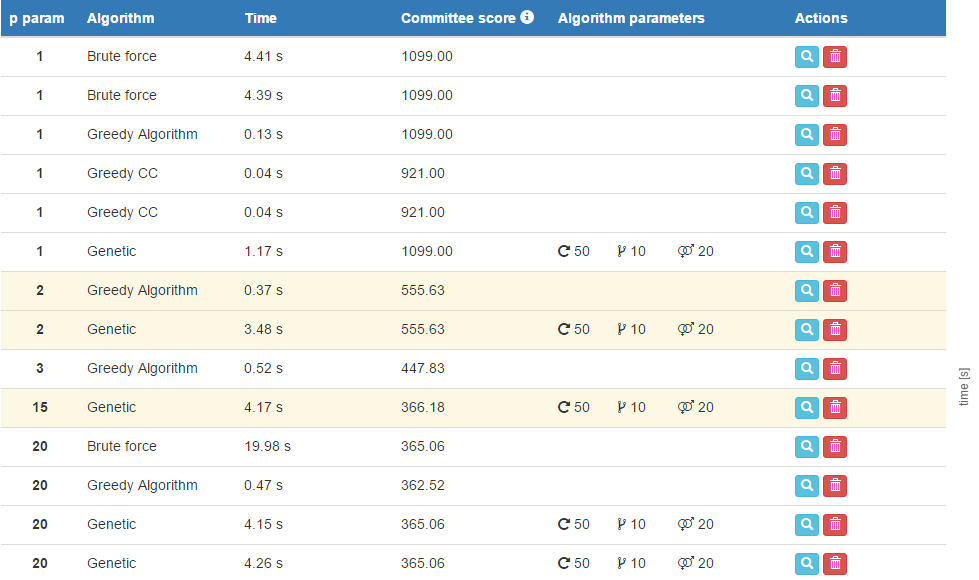 p param Algorithm Time Committee score Algorithm parameters Actions
1 Brute force 4.41 s 1099.00
1 Brute force 4.39 s 1099.00
1 Greedy Algorithm 0.13 s 1099.00
1 Greedy CC 0.04 s 921.00
1 Greedy CC 0.04 s 921.00
1 Genetic 1.17 s 1099.00 50 10 20
2 Greedy Algorithm 0.37 s 555.63
2 Genetic 3.48 s 555.63 50 10 20
3 Greedy Algorithm 0.52 s 447.83
15 Genetic 4.17 s 366.18 50 10 20
20 Brute force 19.98 s 365.06
20 Greedy Algorithm 0.47 s 362.52
20 Genetic 4.15 s 365.06 50 10 20
20 Genetic 4.26 s 365.06 50 10 20
time [s]